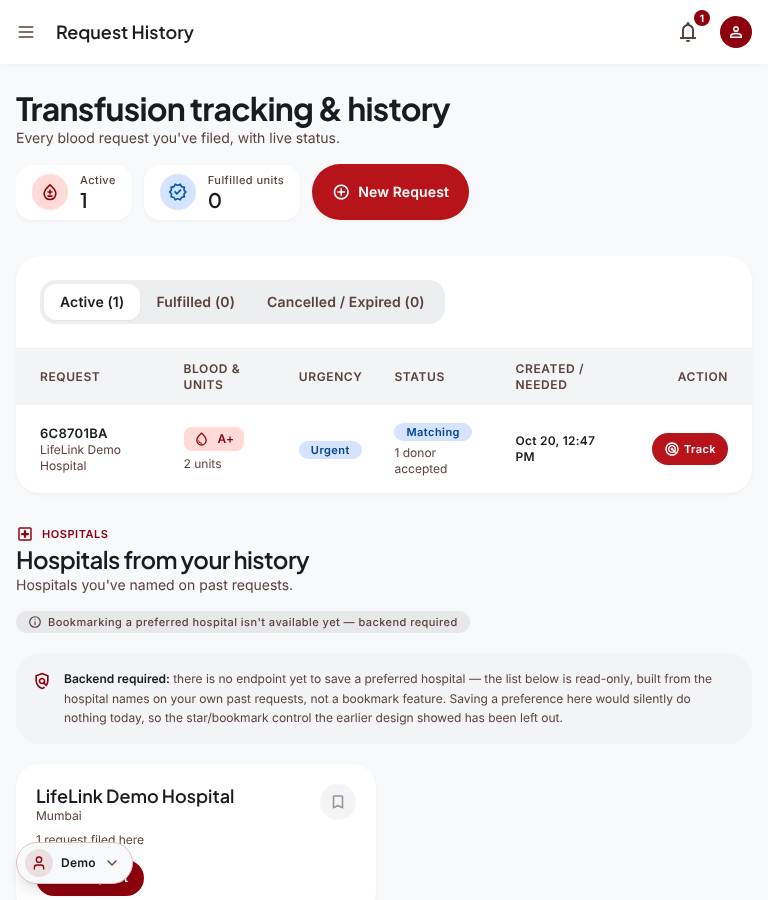 Request History
1
Transfusion tracking & history
Every blood request you've filed, with live status.
Active
1
Fulfilled units
0
New Request
Active (1)
Fulfilled (0)
Cancelled / Expired (0)
REQUEST
BLOOD &
UNITS
URGENCY
STATUS
CREATED /
NEEDED
ACTION
6C8701BA
LifeLink Demo
Hospital
A+
2 units
Urgent
Matching
1 donor
accepted
Oct 20, 12:47
PM
Track
HOSPITALS
Hospitals from your history
Hospitals you've named on past requests.
Bookmarking a preferred hospital isn't available yet — backend required
Backend required: there is no endpoint yet to save a preferred hospital — the list below is read-only, built from the
hospital names on your own past requests, not a bookmark feature. Saving a preference here would silently do
nothing today, so the star/bookmark control the earlier design showed has been left out.
LifeLink Demo Hospital
Mumbai
1 request filed here
Demo